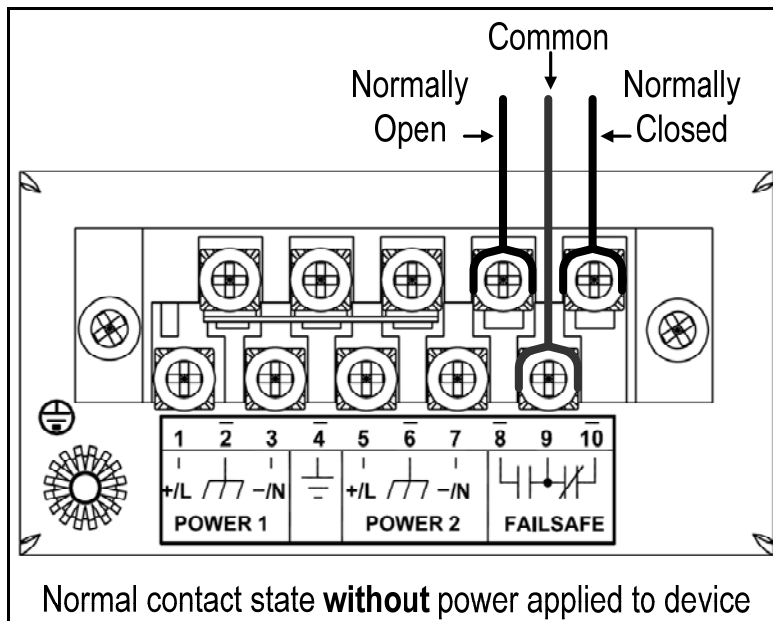 Common
Normally Normally
Open Closed
1 2 3 4 5 6 7 8 9 10
+/L −/N +/L −/N
POWER 1 POWER 2 FAILSAFE
Normal contact state without power applied to device